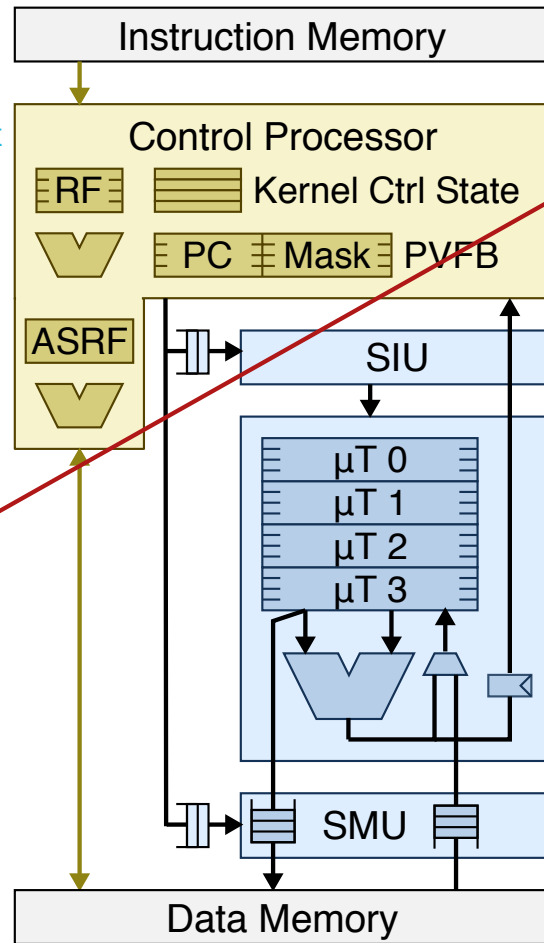 Instruction Memory
Control Processor
RF Kernel Ctrl State
PC Mask PVFB
ASRF
SIU
µT 0
µT 1
µT 2
µT 3
SMU
Data Memory